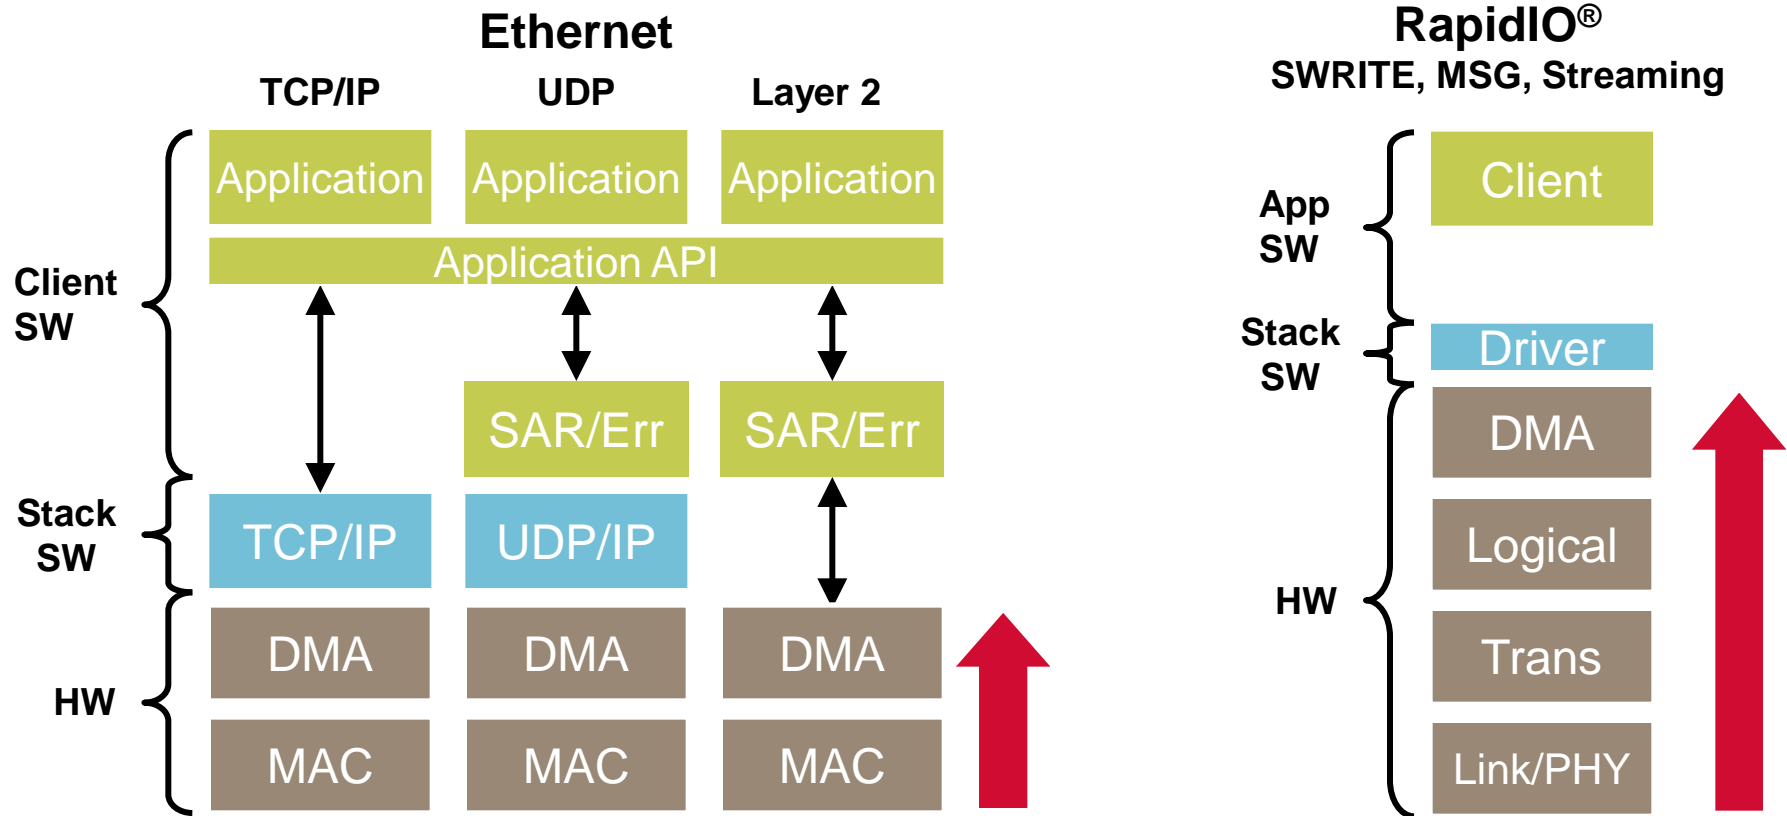 Ethernet
TCP/IP UDP Layer 2
Application Application Application
Application API
Client
SW
SAR/Err SAR/Err
Stack
SW
TCP/IP UDP/IP
HW
DMA DMA DMA
MAC MAC MAC
RapidIO®
SWRITE, MSG, Streaming
App
SW
Client
Stack
SW
Driver
HW
DMA
Logical
Trans
Link/PHY